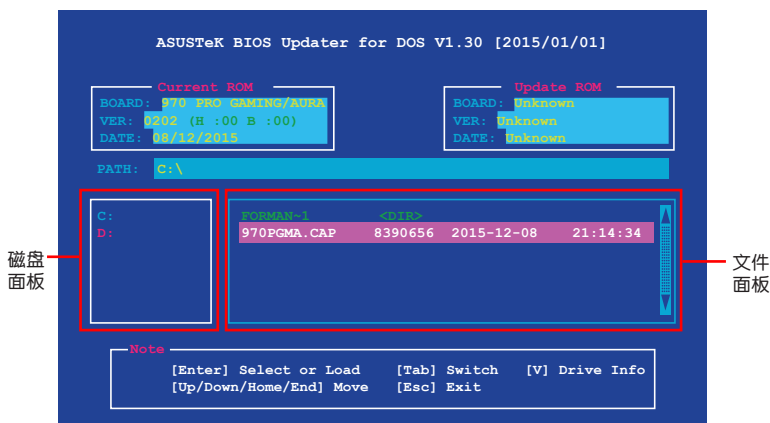 ASUSTeK BIOS Updater for DOS V1.30 [2015/01/01]
Current ROM
BOARD: 970 PRO GAMING/AURA
VER: 0202 (H :00 B :00)
DATE: 08/12/2015
Update ROM
BOARD: Unknown
VER: Unknown
DATE: Unknown
PATH: C:\
C:
D:
FORMAN~1 <DIR>
970PGMA.CAP 8390656 2015-12-08 21:14:34
磁盘
面板
文件
面板
Note
[Enter] Select or Load [Tab] Switch [V] Drive Info
[Up/Down/Home/End] Move [Esc] Exit